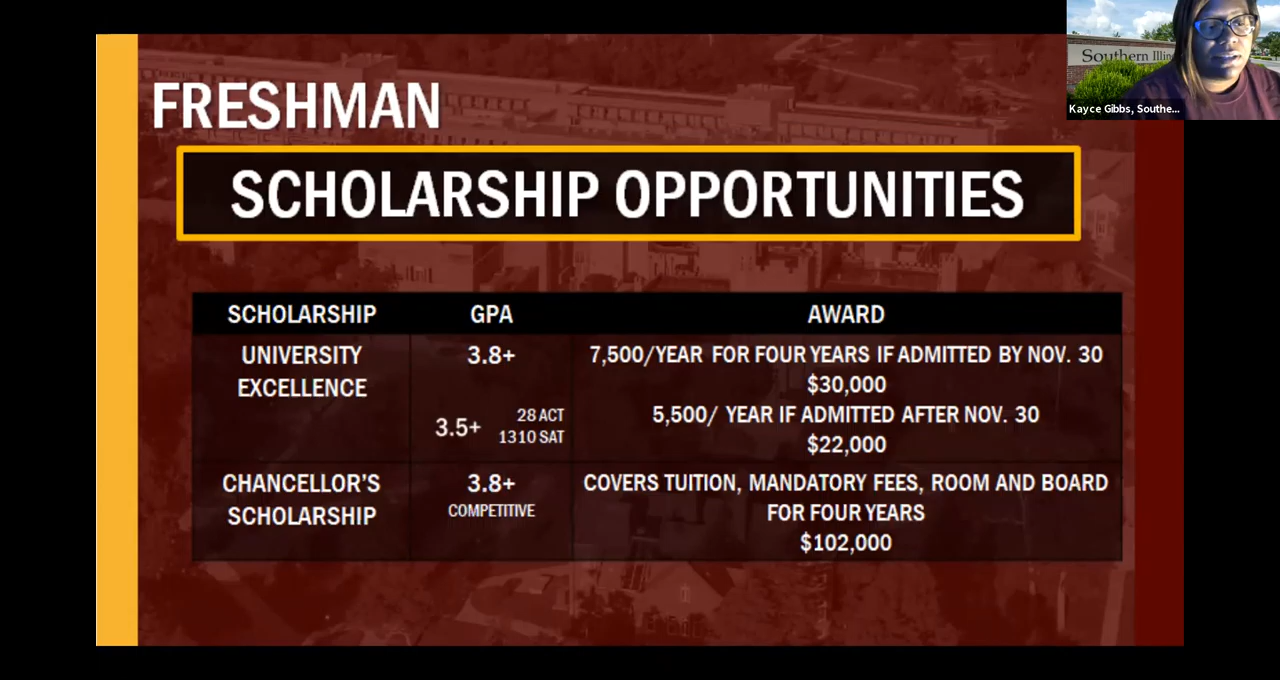 Southern Illin
Kayce Gibbs, Southe...
FRESHMAN
SCHOLARSHIP OPPORTUNITIES
SCHOLARSHIP GPA AWARD
UNIVERSITY EXCELLENCE
3.8+
3.5+ 28 ACT
1310 SAT
7,500/YEAR FOR FOUR YEARS IF ADMITTED BY NOV. 30
$30,000
5,500/ YEAR IF ADMITTED AFTER NOV. 30
$22,000
CHANCELLOR'S
SCHOLARSHIP
3.8+
COMPETITIVE
COVERS TUITION, MANDATORY FEES, ROOM AND BOARD
FOR FOUR YEARS
$102,000